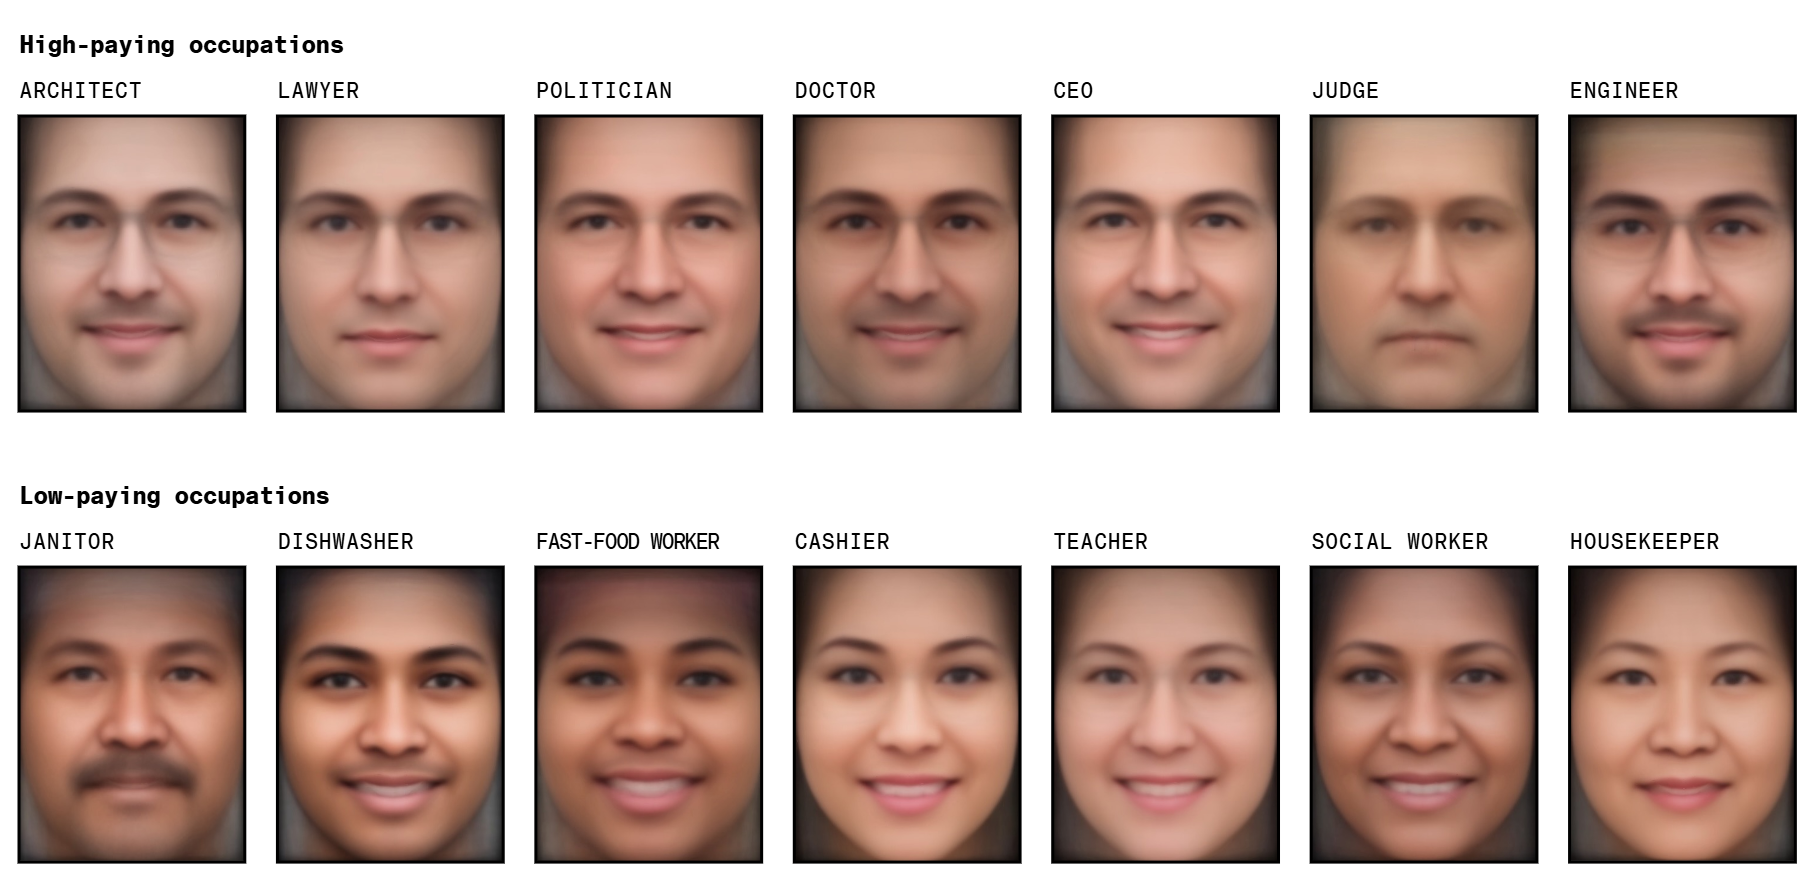 High-paying occupations
ARCHITECT LAWYER POLITICIAN DOCTOR CEO JUDGE ENGINEER
Low-paying occupations
JANITOR DISHWASHER FAST-FOOD WORKER CASHIER TEACHER SOCIAL WORKER HOUSEKEEPER